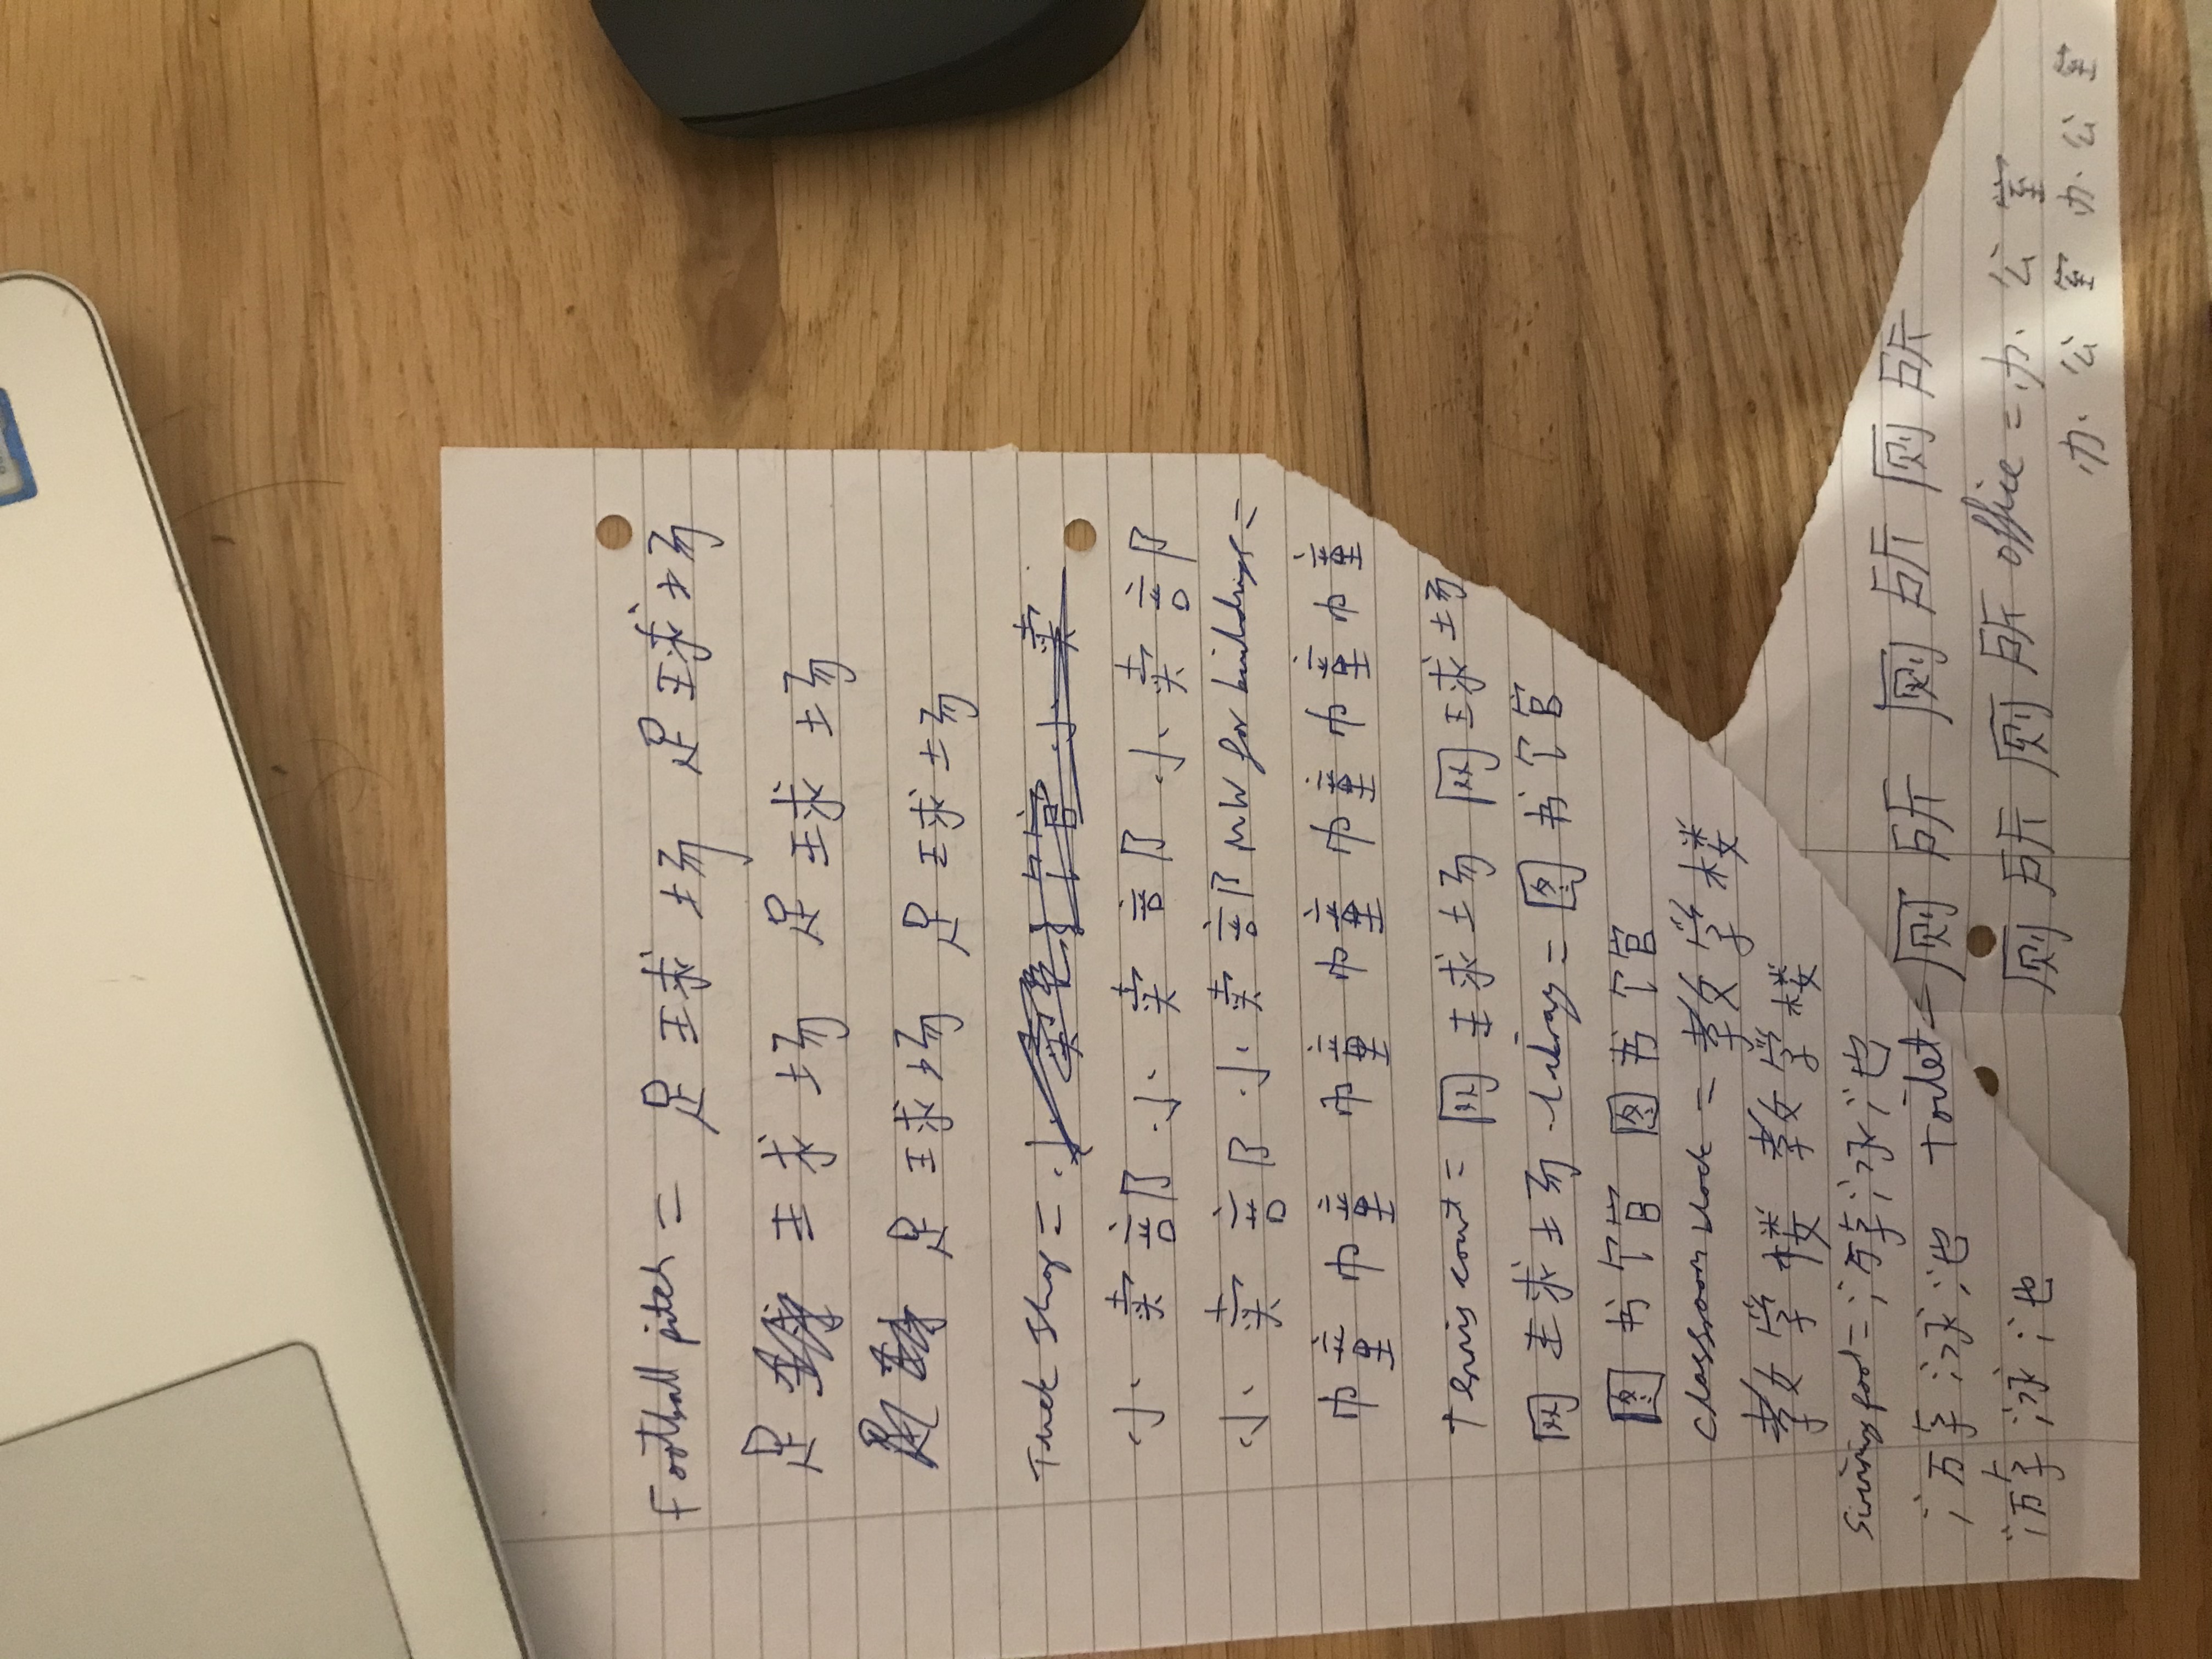 Football pitch = 足球场 足球场
足 球场 足球场
足球场 足球场
Tuck Shop = 小卖 馆 小卖
小卖部 小卖部 小卖部
小卖部 小卖部 MW for buildings =
幢 幢 幢 幢 幢 幢 幢
tennis court = 网球场 网球场
网球场 Library = 图书馆
图书馆 图书馆
classroom block = 教学楼
教学楼 教学楼
Swimming pool = 游泳池
游泳池 toilet = 厕所 厕所 厕所
游泳池 厕所 厕所 office = 办公室
办公室 办公室